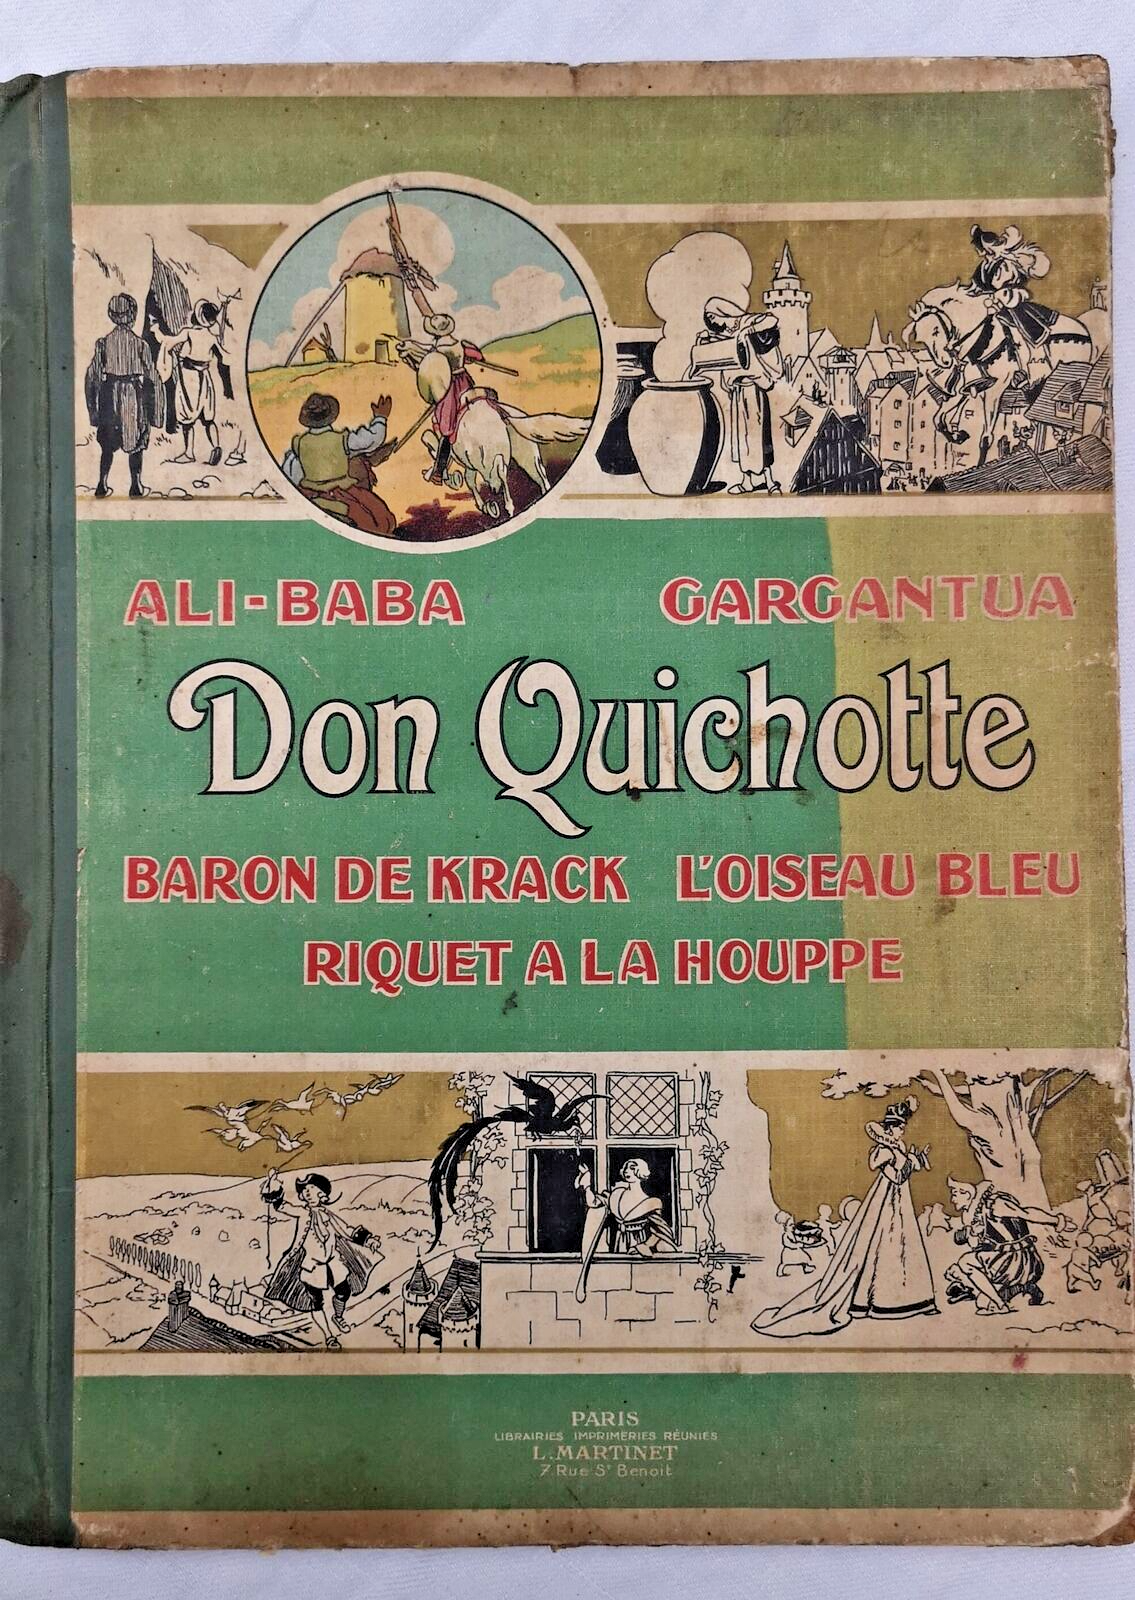 ALI-BABA GARGANTUA
Don Quichotte
BARON DE KRACK L'OISEAU BLEU
RIQUET A LA HOUPPE
PARIS
LIBRAIRIES IMPRIMERIES RÉUNIES
L. MARTINET
7 Rue St Benoit